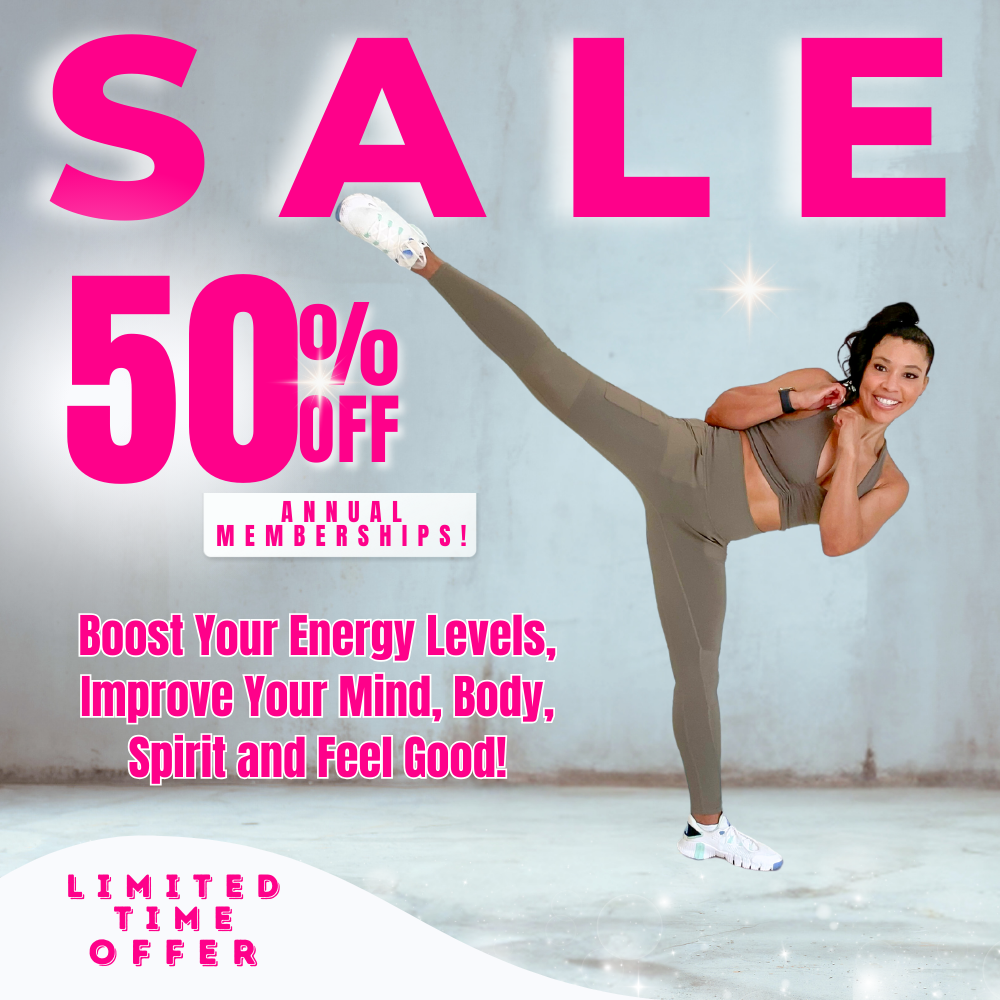 SALE
50%
OFF
ANNUAL
MEMBERSHIPS!
Boost Your Energy Levels,
Improve Your Mind, Body,
Spirit and Feel Good!
LIMITED
TIME
OFFER